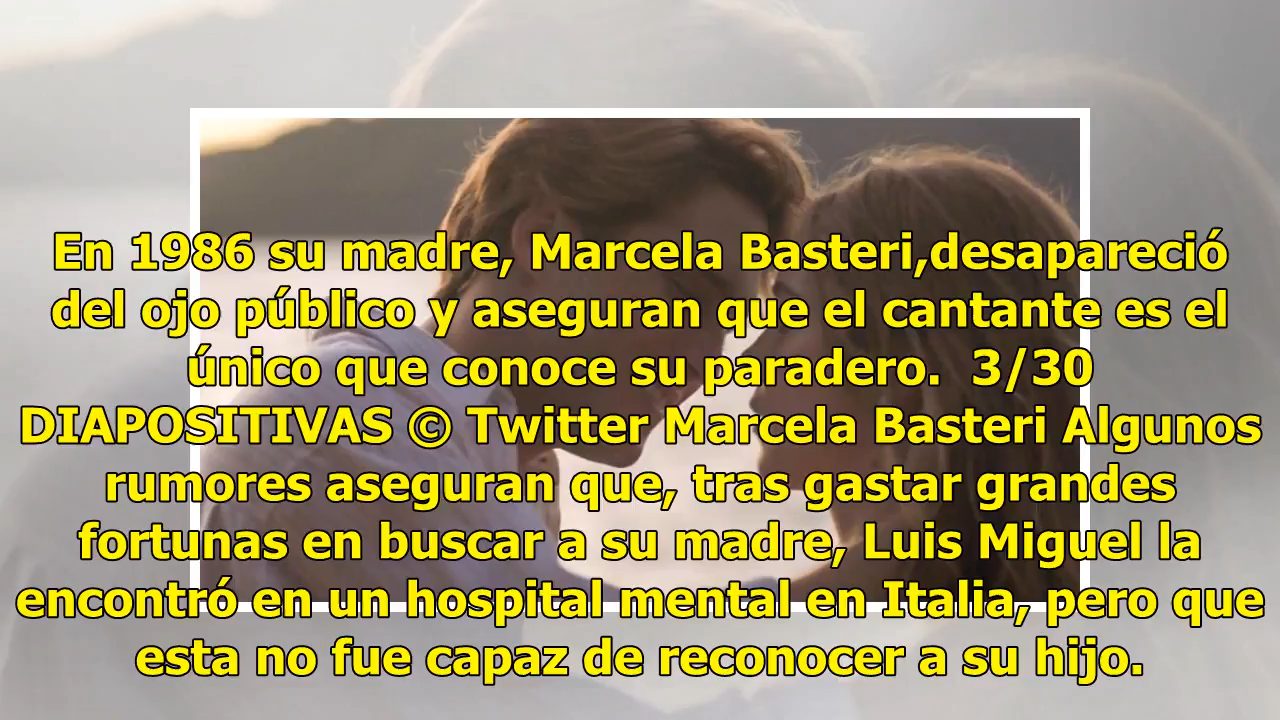 En 1986 su madre, Marcela Basteri,desapareció
del ojo público y aseguran que el cantante es el
único que conoce su paradero.  3/30
DIAPOSITIVAS © Twitter Marcela Basteri Algunos
rumores aseguran que, tras gastar grandes
fortunas en buscar a su madre, Luis Miguel la
encontró en un hospital mental en Italia, pero que
esta no fue capaz de reconocer a su hijo.